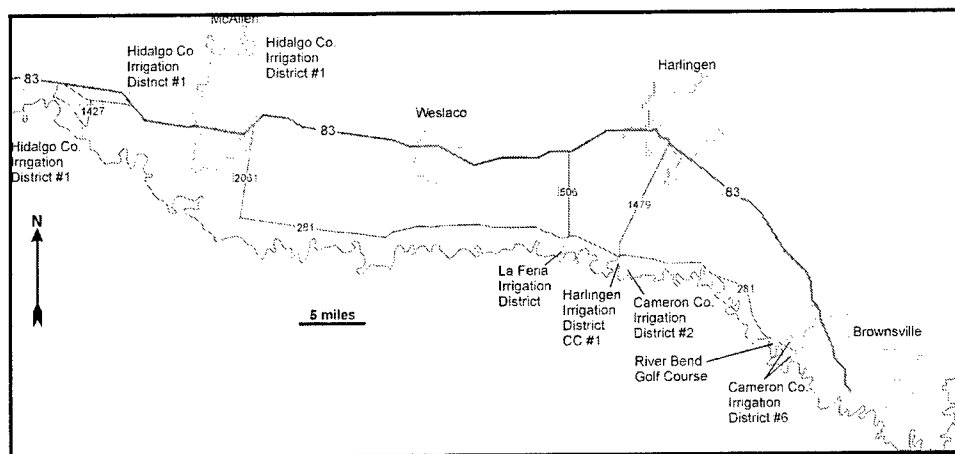 McAllen
Hidalgo Co
Irrigation
District #1
Hidalgo Co.
Irrigation
District #1
Harlingen
83
1427
Weslaco
83
Hidalgo Co.
Irrigation
District #1
2061
506
1479
83
N
281
La Feria
Irrigation
District
Harlingen
Irrigation
District
CC #1
Cameron Co.
Irrigation
District #2
281
5 miles
River Bend
Golf Course
Brownsville
Cameron Co.
Irrigation
District #6